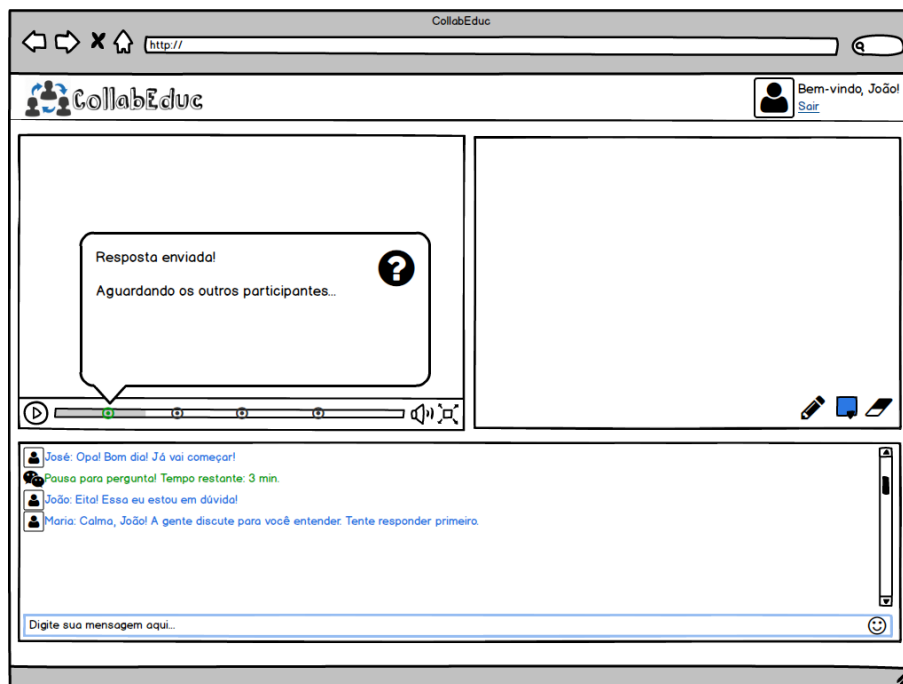 CollabEduc
http://
CollabEduc
Bem-vindo, João!
Sair
Resposta enviada!
Aguardando os outros participantes...
José: Opa! Bom dia! Já vai começar!
Pausa para pergunta! Tempo restante: 3 min.
João: Eita! Essa eu estou em dúvida!
Maria: Calma, João! A gente discute para você entender. Tente responder primeiro.
Digite sua mensagem aqui...